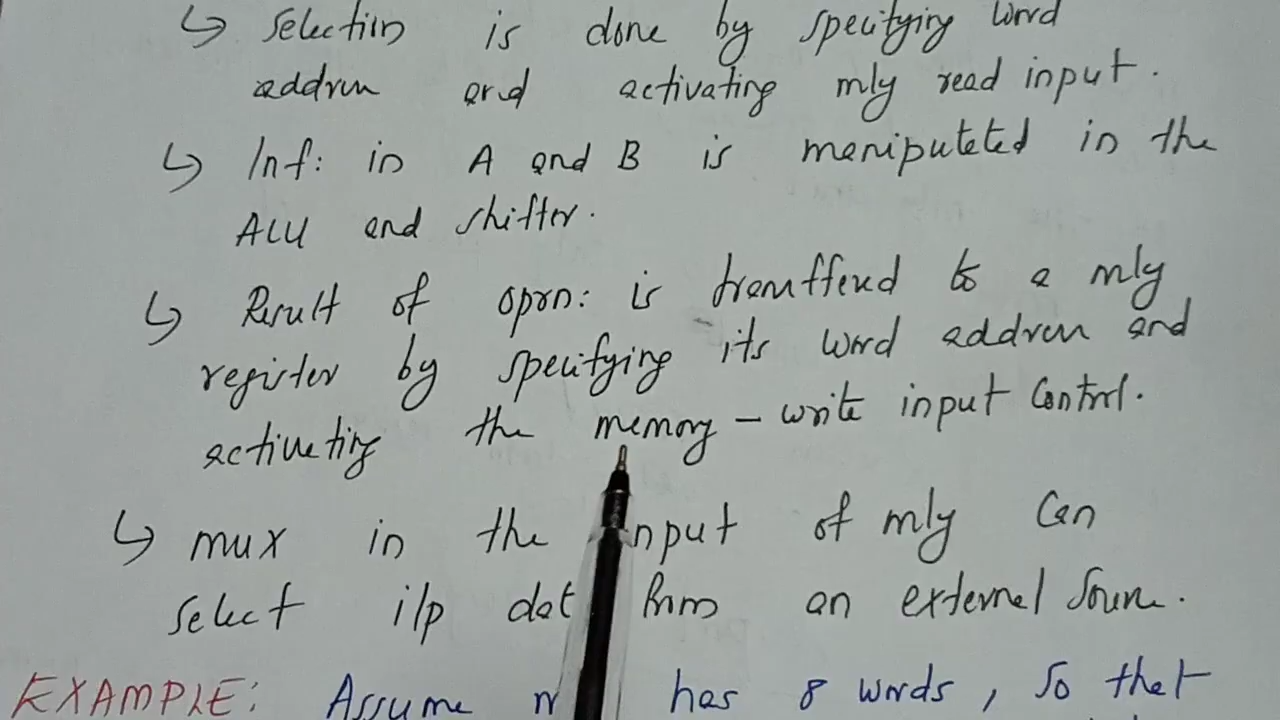 ↳ Selection is done by specifying word
address and activating mly read input.
↳ Inf: in A and B is manipulated in the
ALU and shifter.
↳ Result of oprn: is transferred to a mly
register by specifying its word address and
activating the memory - write input control.
↳ mux in the input of mly can
select i/p dat from an external source.
EXAMPLE: Assume m has 8 words, so that